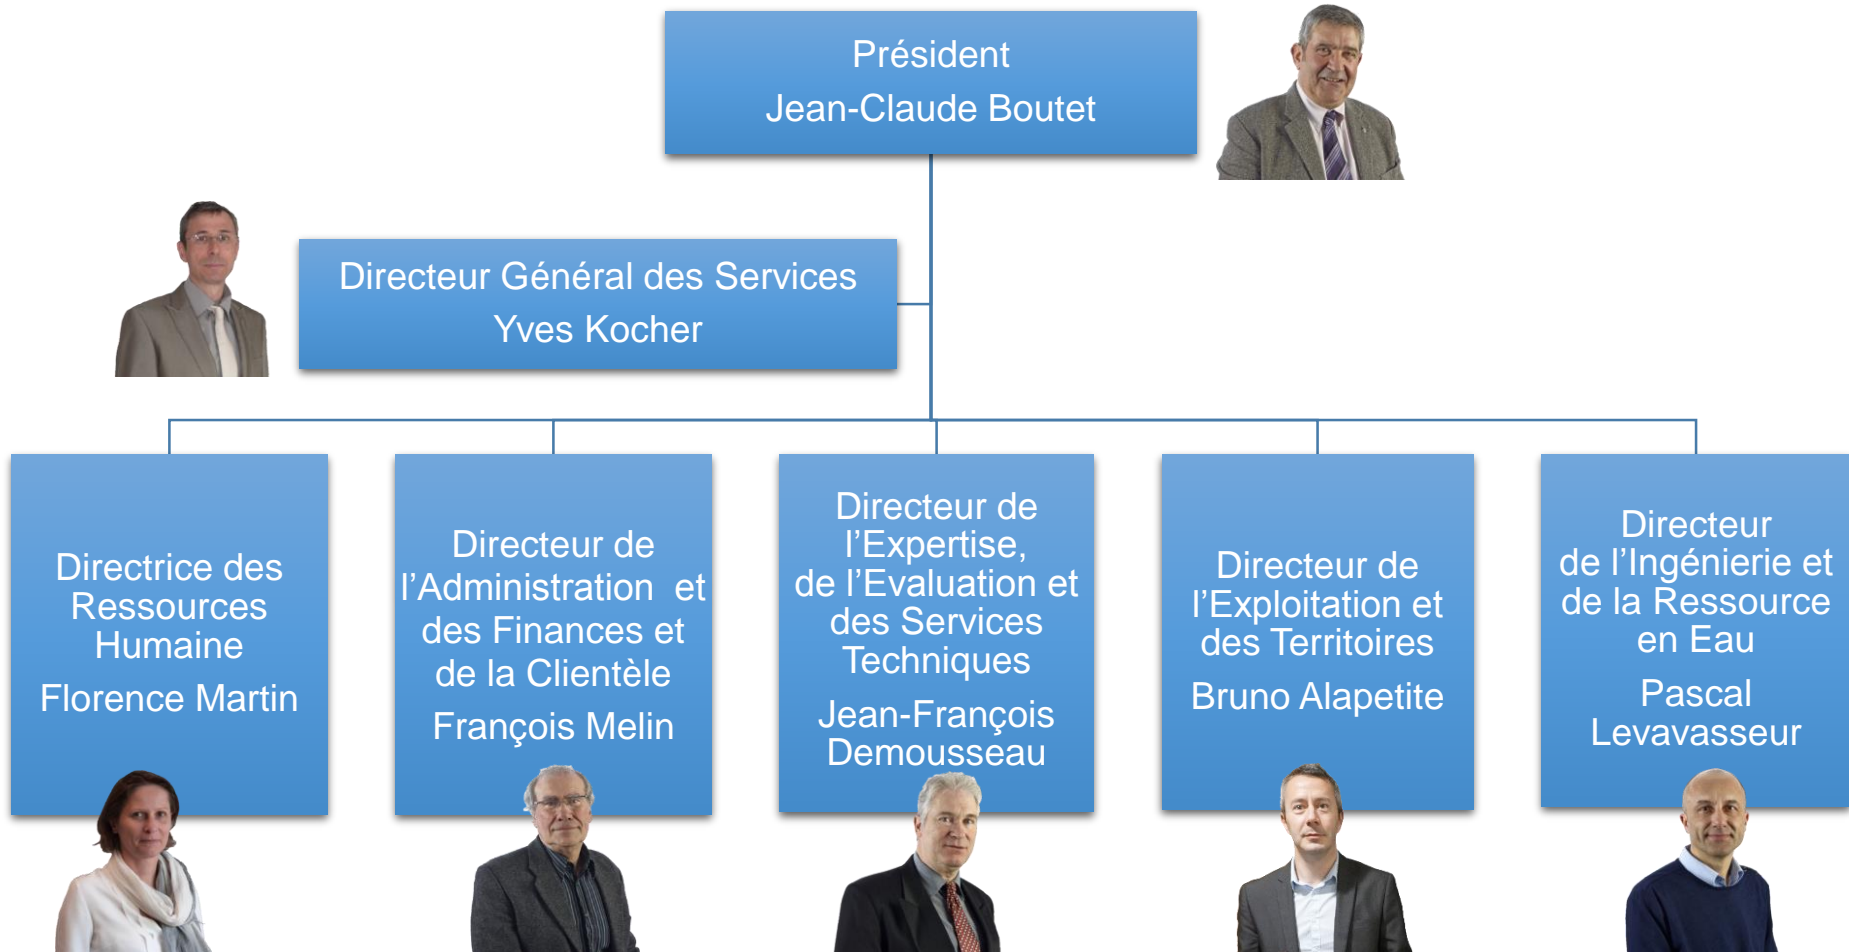 Président
Jean-Claude Boutet
Directeur Général des Services
Yves Kocher
Directrice des
Ressources
Humaine
Florence Martin
Directeur de
l’Administration et
des Finances et
de la Clientèle
François Melin
Directeur de
l’Expertise,
de l’Evaluation et
des Services
Techniques
Jean-François
Demousseau
Directeur de
l’Exploitation et
des Territoires
Bruno Alapetite
Directeur
de l’Ingénierie et
de la Ressource
en Eau
Pascal
Levavasseur